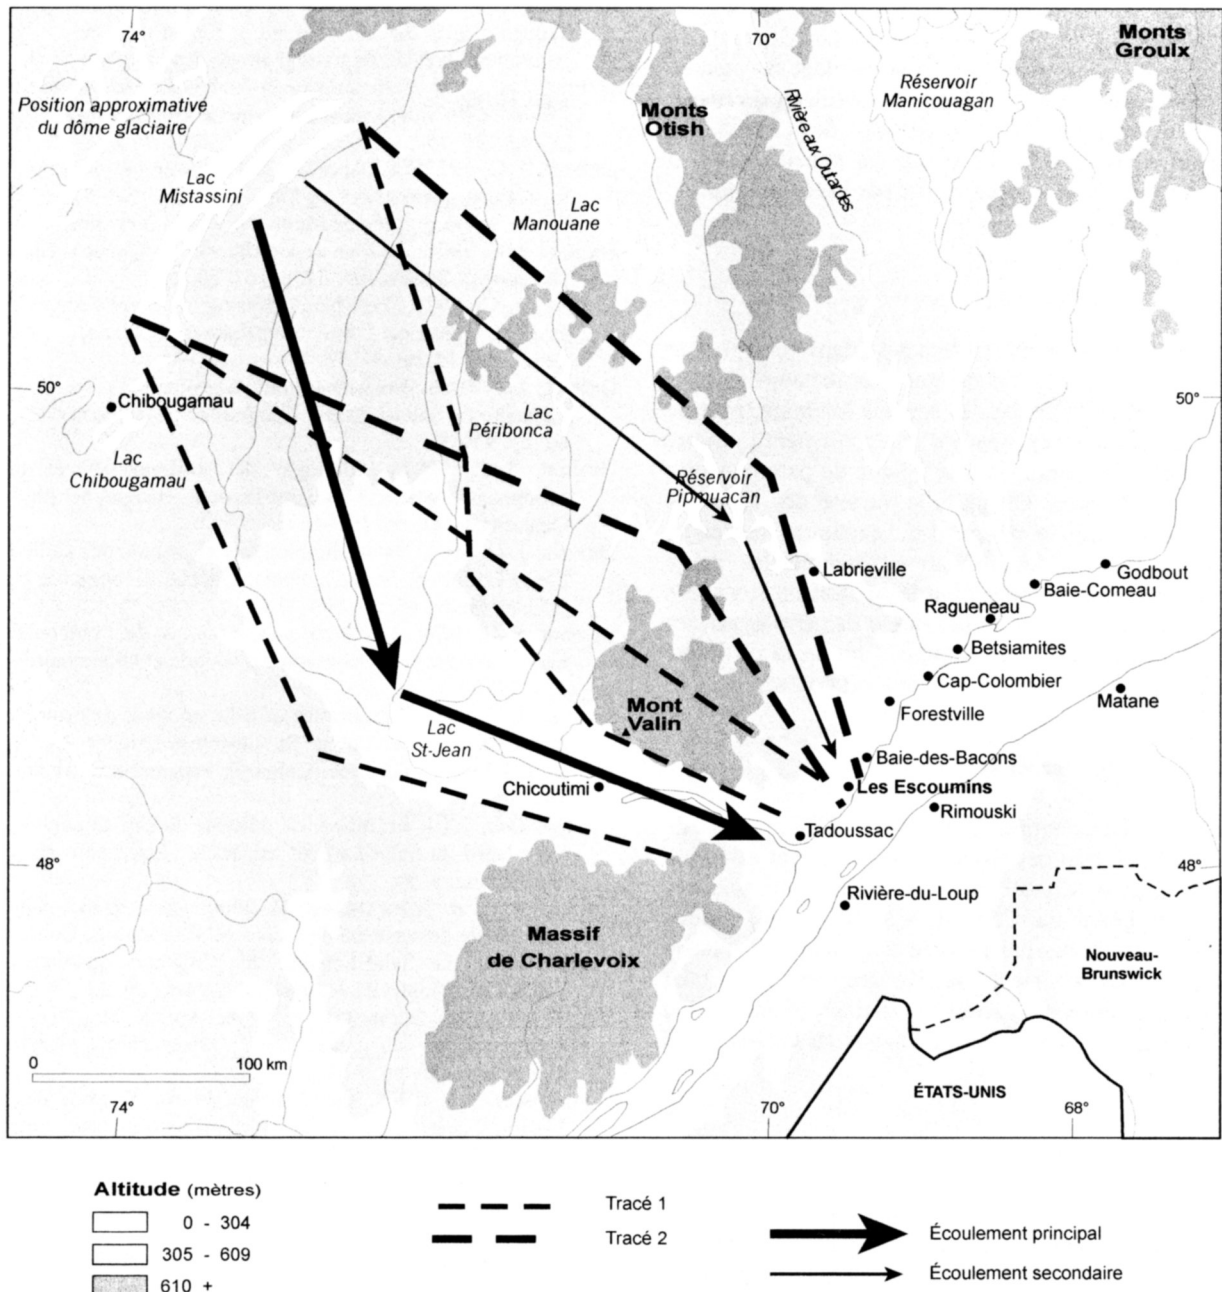 74°
70°
Monts
Groulx
Position approximative
du dôme glaciaire
Monts
Otish
Rivière aux Outardes
Réservoir
Manicouagan
Lac
Mistassini
Lac
Manouane
50°
50°
Chibougamau
Lac
Péribonca
Lac
Chibougamau
Réservoir
Pipmuacan
Labrieville
Godbout
Baie-Comeau
Ragueneau
Betsiamites
Cap-Colombier
Matane
Forestville
Mont
Valin
Lac
St-Jean
Baie-des-Bacons
Chicoutimi
Les Escoumins
Rimouski
Tadoussac
48°
48°
Rivière-du-Loup
Massif
de Charlevoix
Nouveau-
Brunswick
0 100 km
ÉTATS-UNIS
74°
70°
68°
Altitude (mètres)
0 - 304
305 - 609
610 +
Tracé 1
Tracé 2
Écoulement principal
Écoulement secondaire